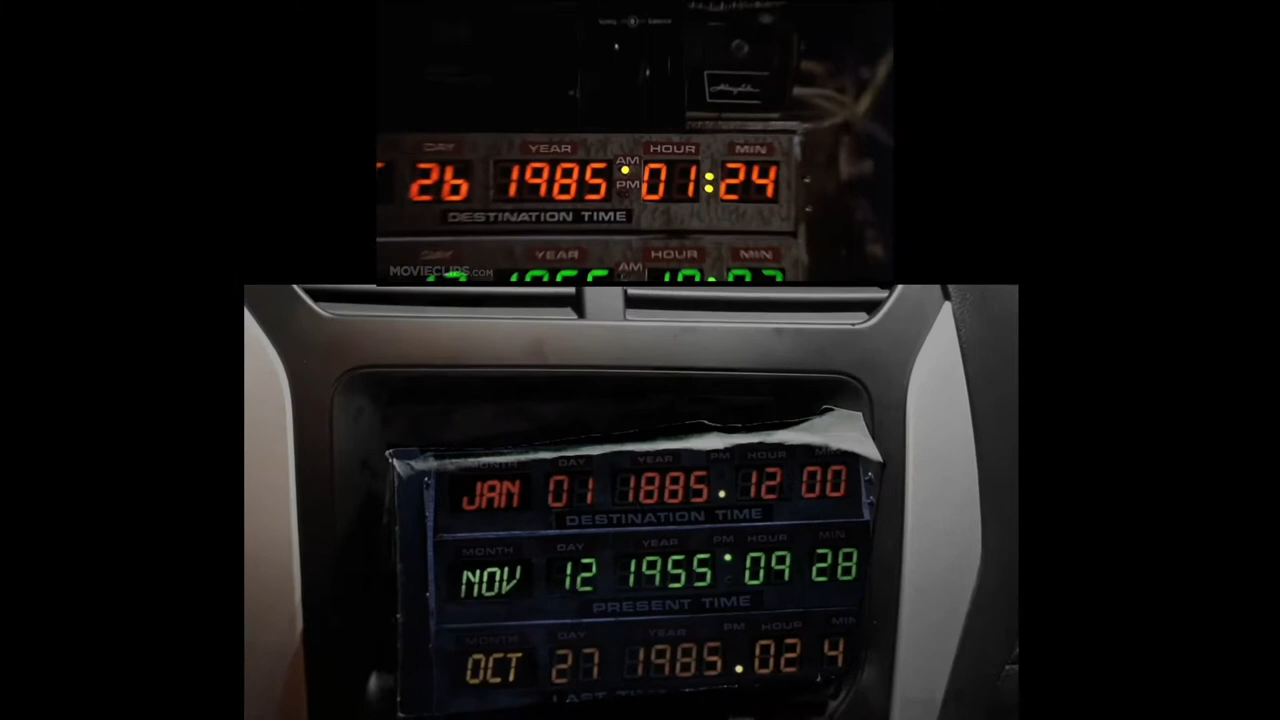 DAY YEAR AM HOUR MIN
26 1985 PM 01:24
DESTINATION TIME
DAY YEAR AM HOUR MIN
MOVIECLIPS.COM
MONTH DAY YEAR PM HOUR MIN
JAN 01 1885 12 00
DESTINATION TIME
MONTH DAY YEAR PM HOUR MIN
NOV 12 1955 09 28
PRESENT TIME
MONTH DAY YEAR PM HOUR MIN
OCT 27 1985 02 4
LAST